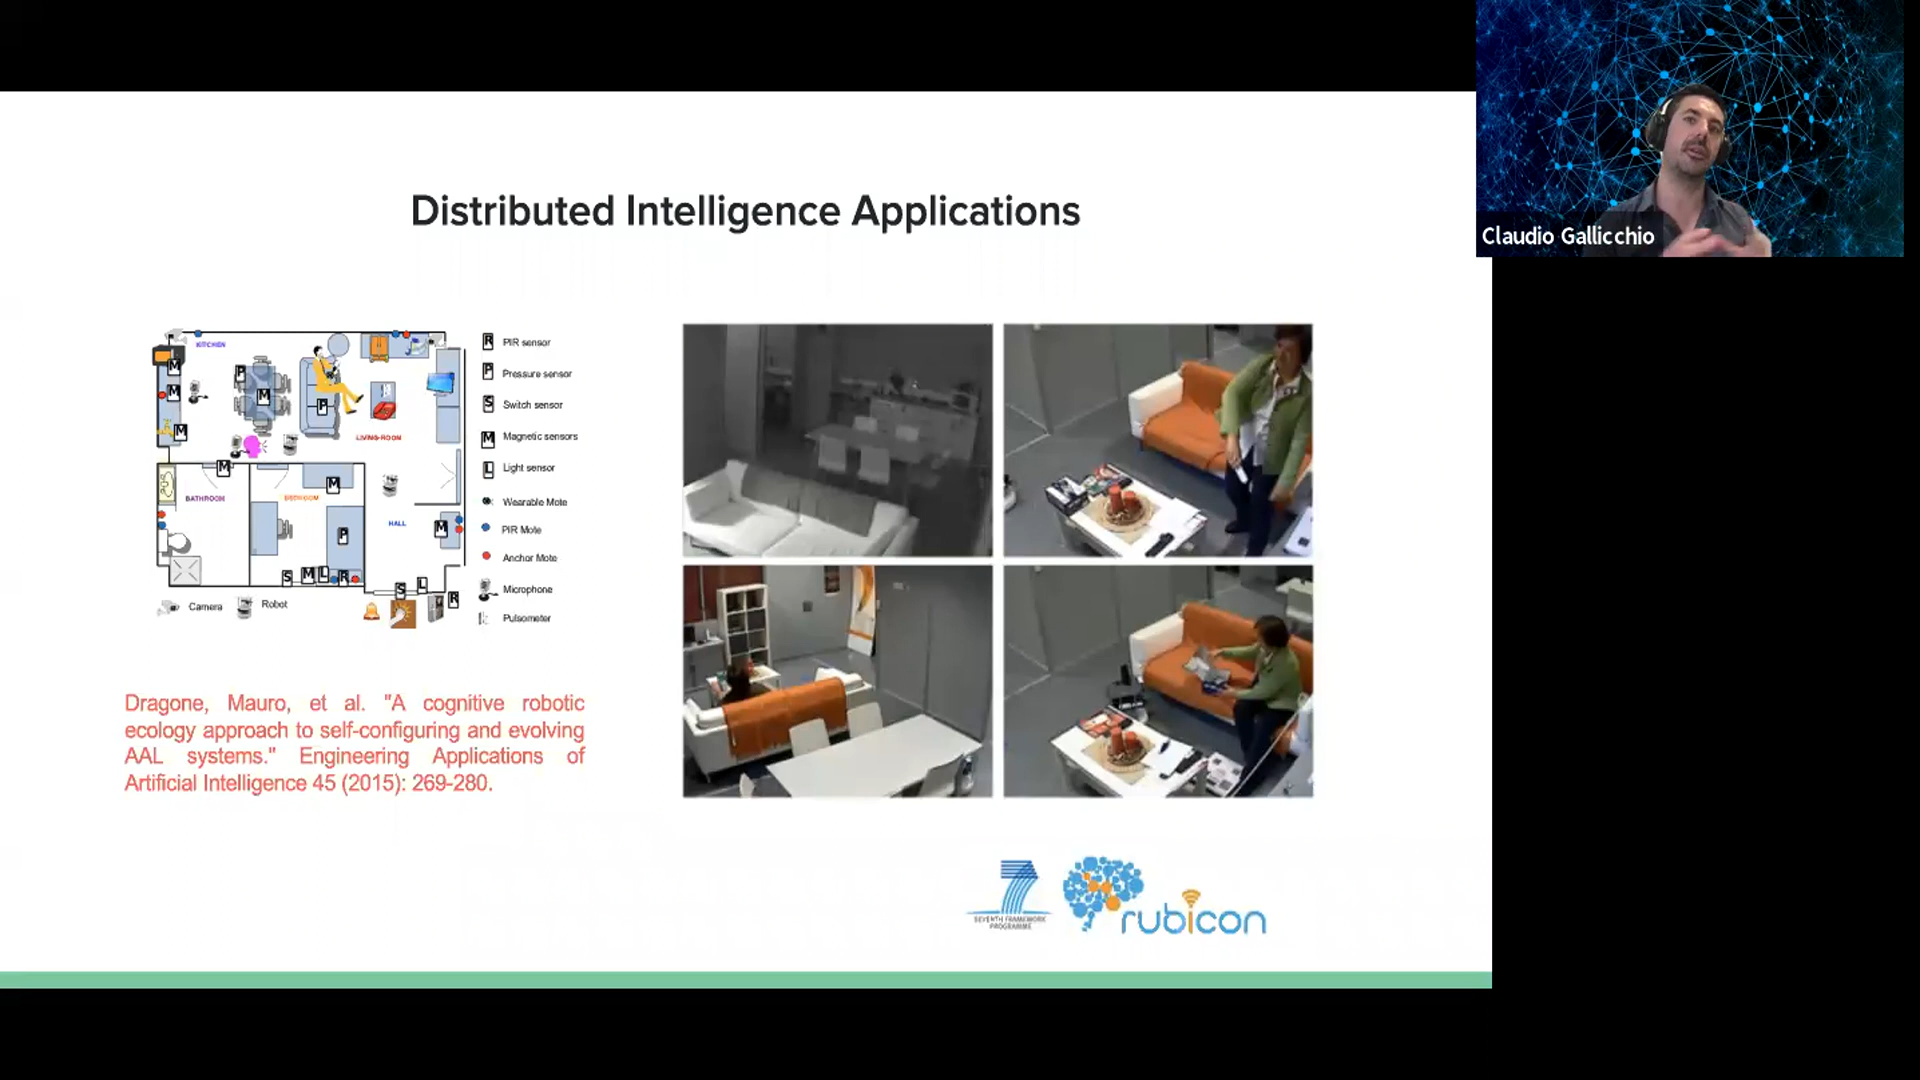 Claudio Gallicchio
Distributed Intelligence Applications
KITCHEN
M
M
P
M
P
M
LIVING-ROOM
M
BATHROOM
M
HALL
P
M
S
M
L
R
S
L
R
Camera
Robot
R PIR sensor
P Pressure sensor
S Switch sensor
M Magnetic sensors
L Light sensor
Wearable Mote
PIR Mote
Anchor Mote
Microphone
Pulsometer
Dragone, Mauro, et al. "A cognitive robotic
ecology approach to self-configuring and evolving
AAL systems." Engineering Applications of
Artificial Intelligence 45 (2015): 269-280.
7
SEVENTH FRAMEWORK
PROGRAMME
rubicon